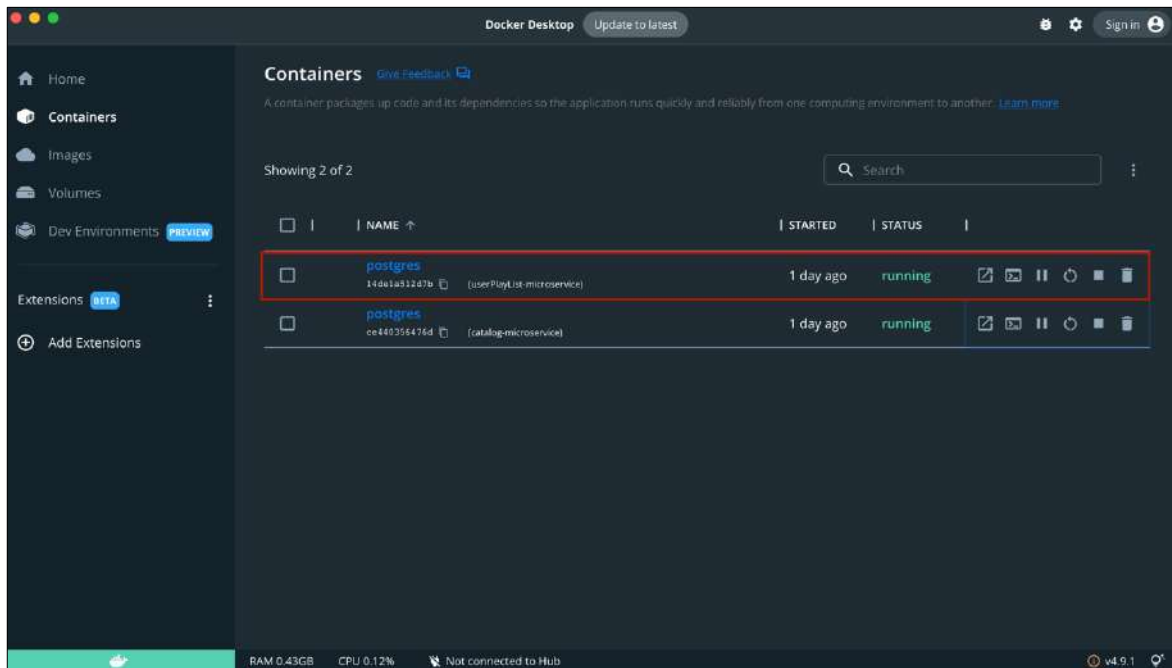 Docker Desktop Update to latest Sign in
Home
Containers
Images
Volumes
Dev Environments PREVIEW
Extensions BETA
Add Extensions
Containers Give Feedback
A container packages up code and its dependencies so the application runs quickly and reliably from one computing environment to another. Learn more
Showing 2 of 2
Search
NAME STARTED STATUS
postgres
14de1a512d7b (userPlayList-microservice) 1 day ago running
postgres
ce440356476d (catalog-microservice) 1 day ago running
RAM 0.43GB CPU 0.12% Not connected to Hub v4.9.1